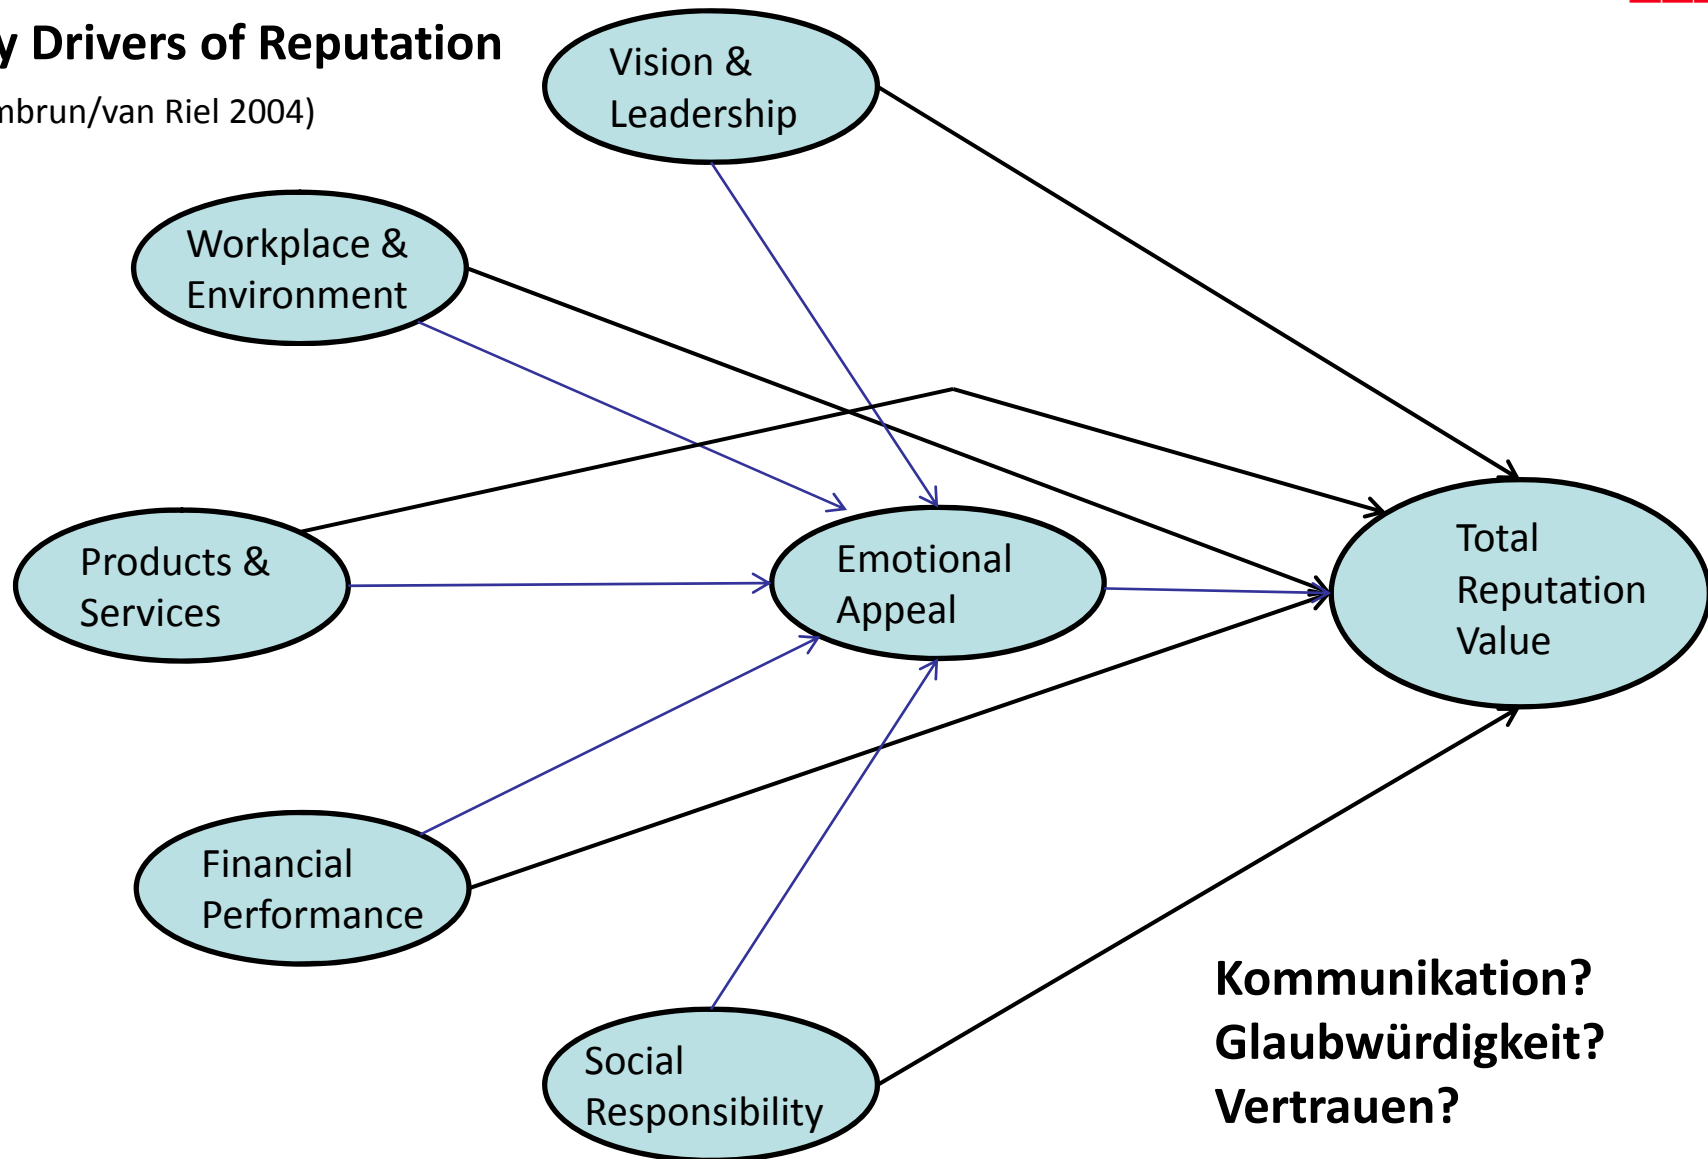 y Drivers of Reputation
mbrun/van Riel 2004)
Vision &
Leadership
Workplace &
Environment
Products &
Services
Emotional
Appeal
Total
Reputation
Value
Financial
Performance
Social
Responsibility
Kommunikation?
Glaubwürdigkeit?
Vertrauen?